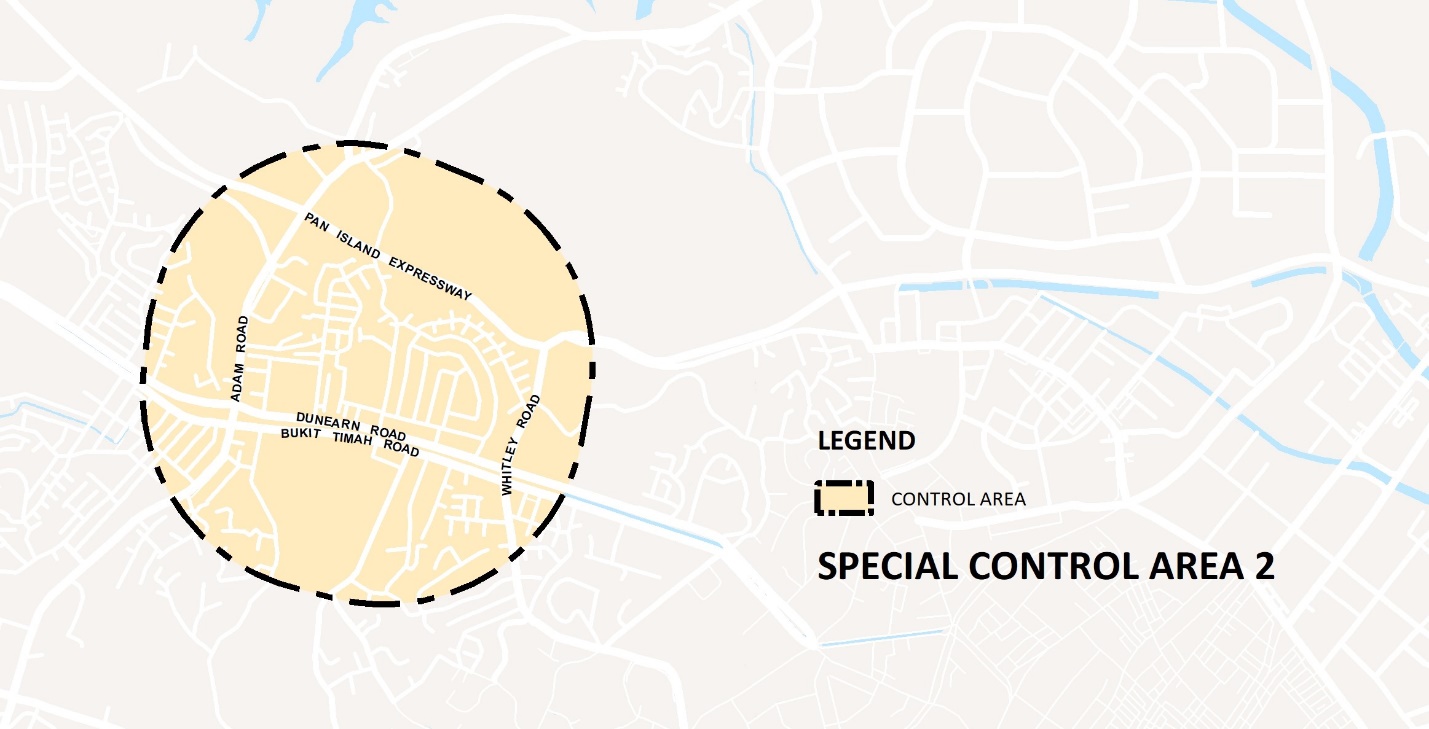 PAN ISLAND EXPRESSWAY
ADAM ROAD
DUNEARN ROAD
BUKIT TIMAH ROAD
WHITLEY ROAD
LEGEND
CONTROL AREA
SPECIAL CONTROL AREA 2